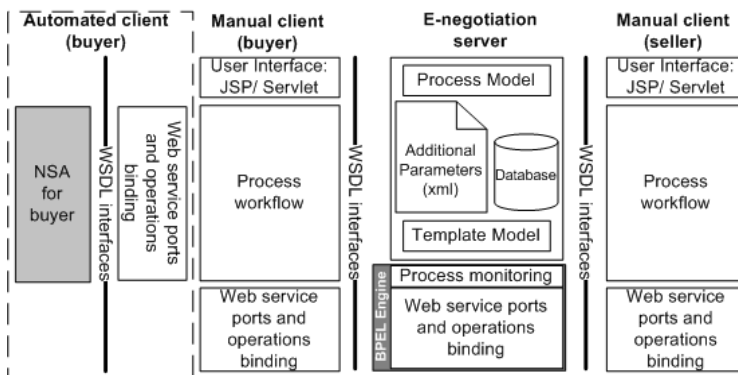 Automated client
(buyer)
NSA
for
buyer
WSDL interfaces
Web service ports
and operations
binding
Manual client
(buyer)
User Interface:
JSP/ Servlet
Process
workflow
Web service
ports and
operations
binding
WSDL interfaces
E-negotiation
server
Process Model
Additional
Parameters
(xml)
Database
Template Model
BPEL Engine
Process monitoring
Web service ports
and operations
binding
WSDL interfaces
Manual client
(seller)
User Interface:
JSP/ Servlet
Process
workflow
Web service
ports and
operations
binding